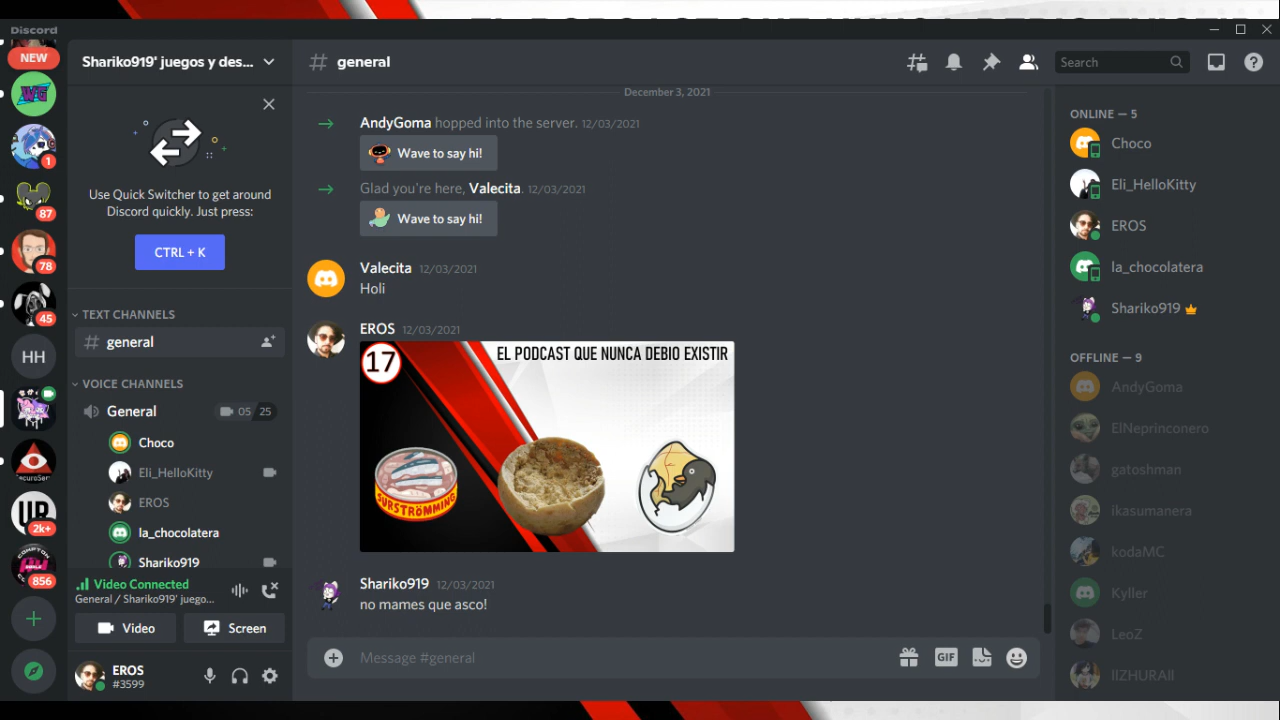 Discord
NEW
Shariko919' juegos y des...
general
Search
December 3, 2021
AndyGoma hopped into the server. 12/03/2021
Wave to say hi!
Glad you're here, Valecita. 12/03/2021
Wave to say hi!
Valecita 12/03/2021
Holi
EROS 12/03/2021
17
EL PODCAST QUE NUNCA DEBIO EXISTIR
SURSTRÖMMING
Shariko919 12/03/2021
no mames que asco!
Message #general
GIF
WG
1
87
78
45
HH
UR
2k+
COMPTON
856
Use Quick Switcher to get around
Discord quickly. Just press:
CTRL + K
TEXT CHANNELS
general
VOICE CHANNELS
General 05 25
Choco
Eli_HelloKitty
EROS
la_chocolatera
Shariko919
Video Connected
General / Shariko919' juego...
Video
Screen
EROS
#3599
ONLINE — 5
Choco
Eli_HelloKitty
EROS
la_chocolatera
Shariko919
OFFLINE — 9
AndyGoma
ElNeprinconero
gatoshman
ikasumanera
kodaMC
Kyller
LeoZ